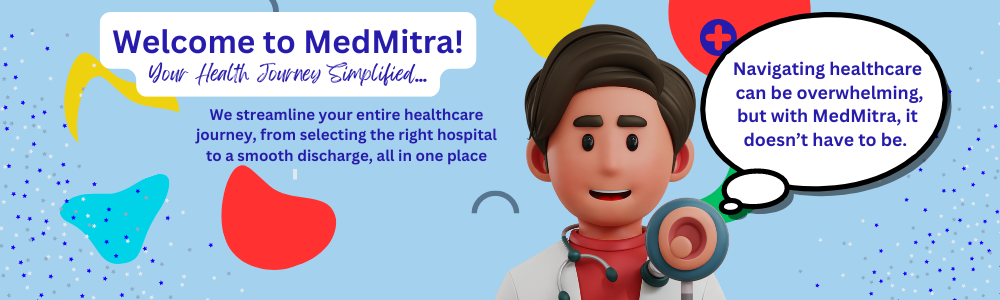 Welcome to MedMitra!
Your Health Journey Simplified...
We streamline your entire healthcare
journey, from selecting the right hospital
to a smooth discharge, all in one place
Navigating healthcare
can be overwhelming,
but with MedMitra, it
doesn’t have to be.